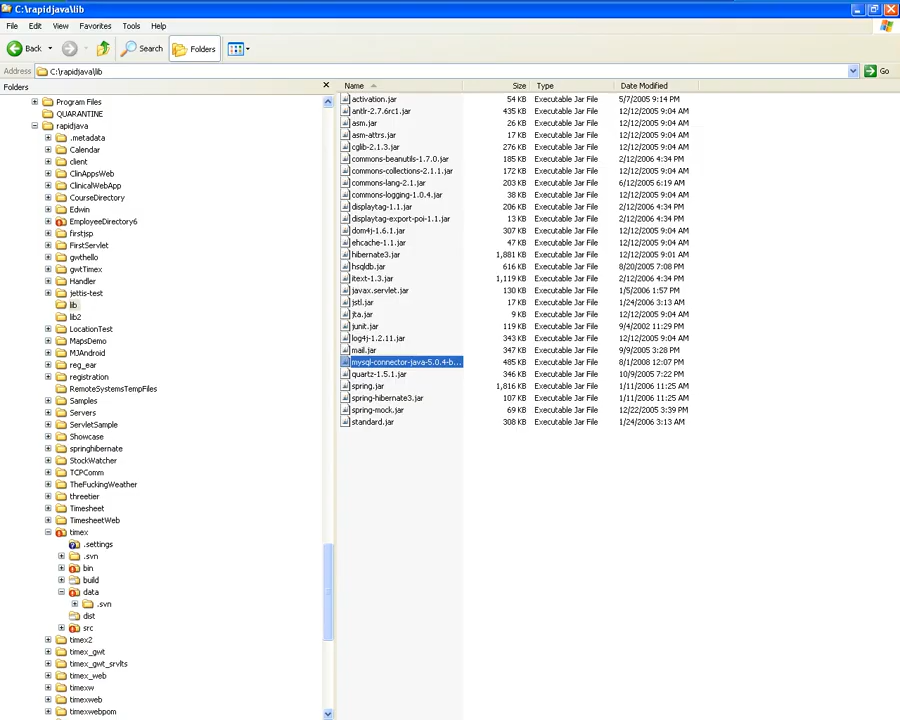 C:\rapidjava\lib
File Edit View Favorites Tools Help
Back Search Folders
Address C:\rapidjava\lib Go
Folders
Program Files
QUARANTINE
rapidjava
.metadata
Calendar
client
ClinAppsWeb
ClinicalWebApp
CourseDirectory
Edwin
EmployeeDirectory6
firstjsp
FirstServlet
gwthello
gwtTimex
Handler
jettis-test
lib
lib2
LocationTest
MapsDemo
MJAndroid
reg_ear
registration
RemoteSystemsTempFiles
Samples
Servers
ServletSample
Showcase
springhibernate
StockWatcher
TCPComm
TheFuckingWeather
threetier
Timesheet
TimesheetWeb
timex
.settings
.svn
bin
build
data
.svn
dist
src
timex2
timex_gwt
timex_gwt_srvlts
timex_web
timexw
timexweb
timexwebpom
Name Size Type Date Modified
activation.jar 54 KB Executable Jar File 5/7/2005 9:14 PM
antlr-2.7.6rc1.jar 435 KB Executable Jar File 12/12/2005 9:04 AM
asm.jar 26 KB Executable Jar File 12/12/2005 9:04 AM
asm-attrs.jar 17 KB Executable Jar File 12/12/2005 9:04 AM
cglib-2.1.3.jar 276 KB Executable Jar File 12/12/2005 9:04 AM
commons-beanutils-1.7.0.jar 185 KB Executable Jar File 2/12/2006 4:34 PM
commons-collections-2.1.1.jar 172 KB Executable Jar File 12/12/2005 9:04 AM
commons-lang-2.1.jar 203 KB Executable Jar File 6/12/2005 6:19 AM
commons-logging-1.0.4.jar 38 KB Executable Jar File 12/12/2005 9:04 AM
displaytag-1.1.jar 206 KB Executable Jar File 2/12/2006 4:34 PM
displaytag-export-poi-1.1.jar 13 KB Executable Jar File 2/12/2006 4:34 PM
dom4j-1.6.1.jar 307 KB Executable Jar File 12/12/2005 9:04 AM
ehcache-1.1.jar 47 KB Executable Jar File 12/12/2005 9:04 AM
hibernate3.jar 1,881 KB Executable Jar File 12/12/2005 9:01 AM
hsqldb.jar 616 KB Executable Jar File 8/20/2005 7:08 PM
itext-1.3.jar 1,119 KB Executable Jar File 2/12/2006 4:34 PM
javax.servlet.jar 130 KB Executable Jar File 1/5/2006 1:57 PM
jstl.jar 17 KB Executable Jar File 1/24/2006 3:13 AM
jta.jar 9 KB Executable Jar File 12/12/2005 9:04 AM
junit.jar 119 KB Executable Jar File 9/4/2002 11:29 PM
log4j-1.2.11.jar 343 KB Executable Jar File 12/12/2005 9:04 AM
mail.jar 347 KB Executable Jar File 9/9/2005 3:28 PM
mysql-connector-java-5.0.4-b... 485 KB Executable Jar File 8/1/2008 12:07 PM
quartz-1.5.1.jar 346 KB Executable Jar File 10/9/2005 7:22 PM
spring.jar 1,816 KB Executable Jar File 1/11/2006 11:25 AM
spring-hibernate3.jar 107 KB Executable Jar File 1/11/2006 11:25 AM
spring-mock.jar 69 KB Executable Jar File 12/22/2005 3:39 PM
standard.jar 308 KB Executable Jar File 1/24/2006 3:13 AM